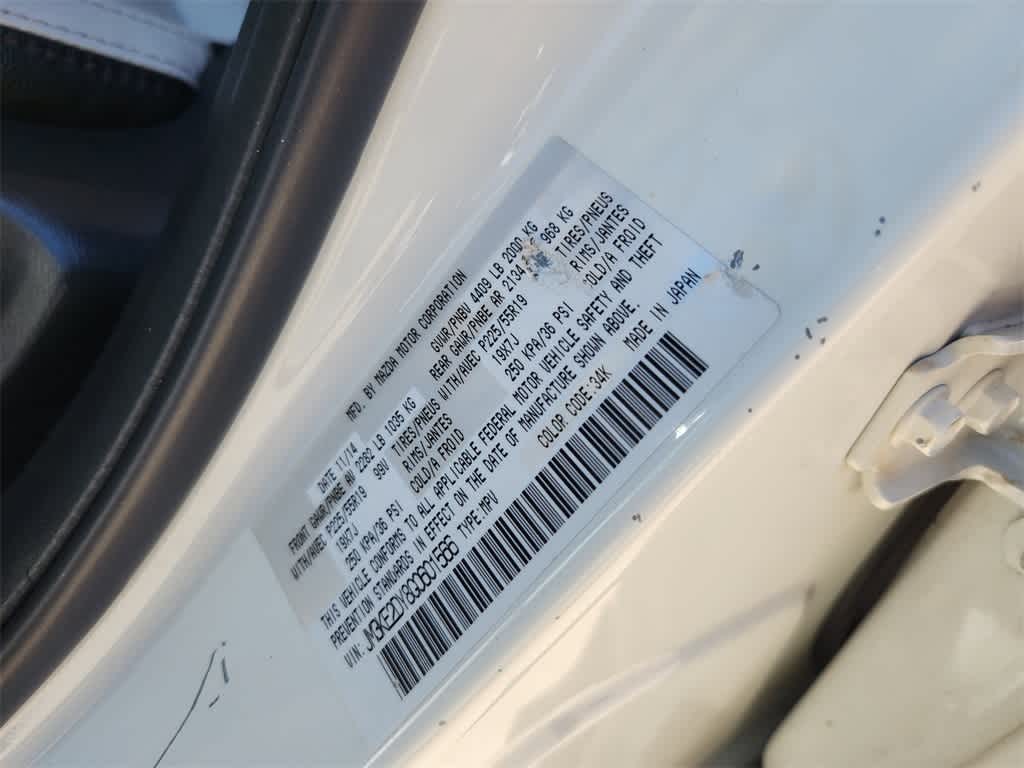 MFD. BY MAZDA MOTOR CORPORATION
DATE 11/14 GVWR/PNBV 4409 LB 2000 KG
FRONT GAWR/PNBE AV 2282 LB 1035 KG REAR GAWR/PNBE AR 2134 968 KG
WITH/AVEC P225/55R19 99V TIRES/PNEUS WITH/AVEC P225/55R19 TIRES/PNEUS
19X7J RIMS/JANTES 19X7J RIMS/JANTES
250 KPA/36 PSI COLD/A FROID 250 KPA/36 PSI COLD/A FROID
THIS VEHICLE CONFORMS TO ALL APPLICABLE FEDERAL MOTOR VEHICLE SAFETY AND THEFT
PREVENTION STANDARDS IN EFFECT ON THE DATE OF MANUFACTURE SHOWN ABOVE.
VIN: TYPE:MPV COLOR CODE:34K MADE IN JAPAN